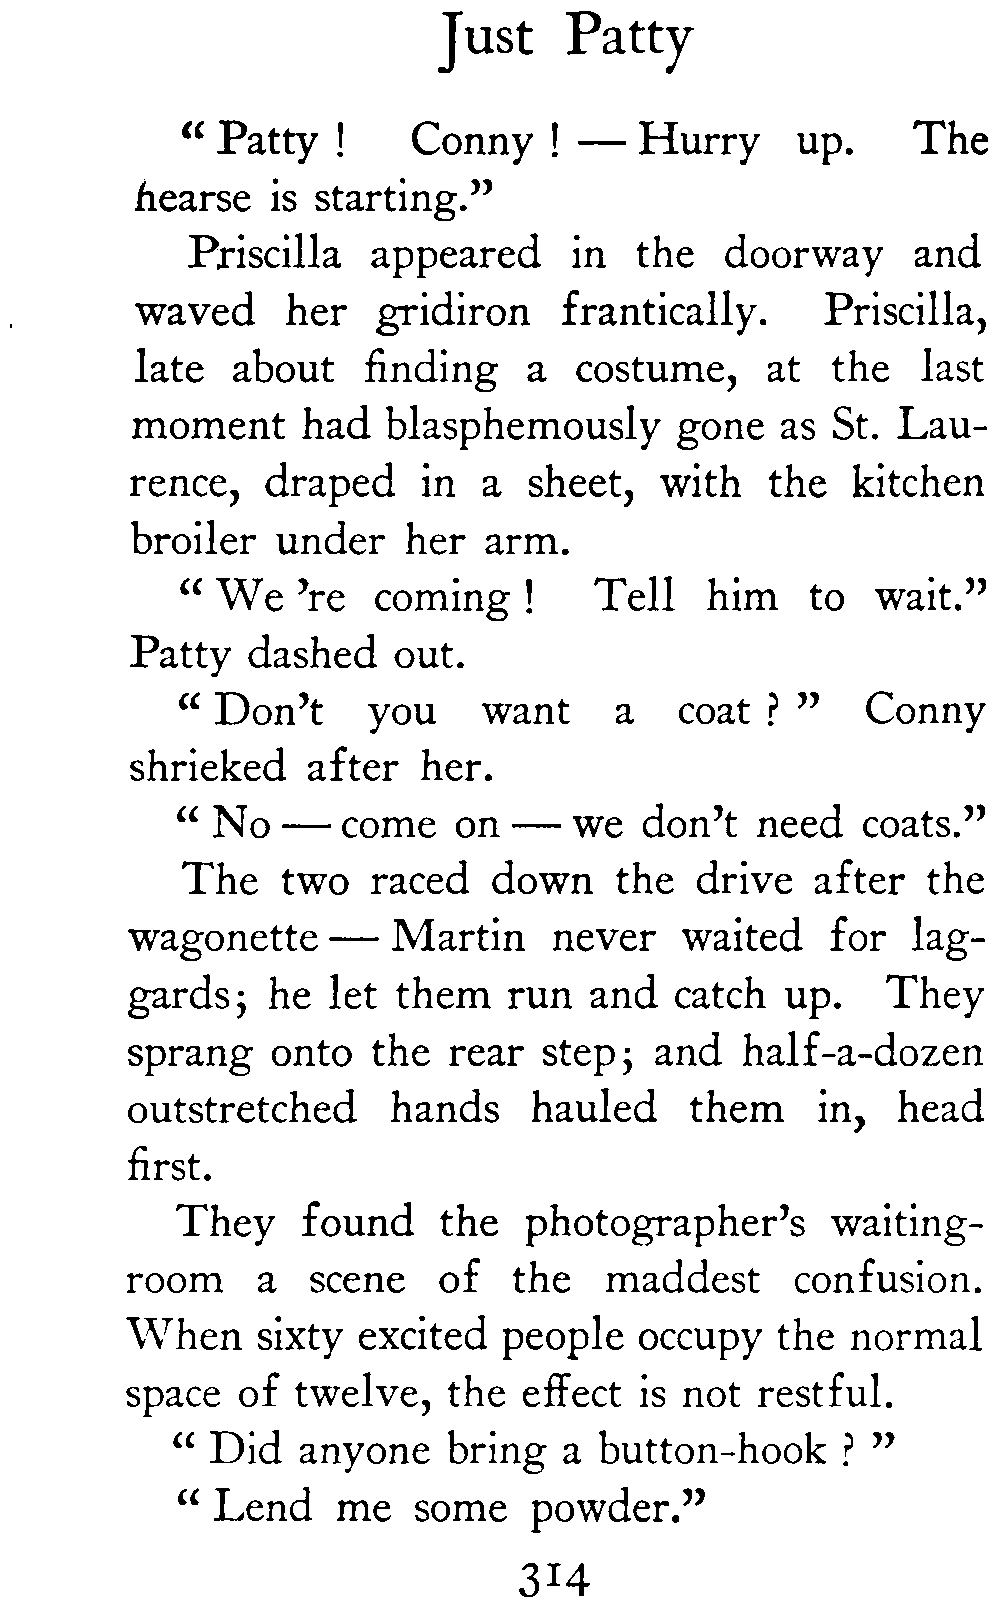 Just Patty
“ Patty ! Conny ! — Hurry up. The
hearse is starting.”
Priscilla appeared in the doorway and
waved her gridiron frantically. Priscilla,
late about finding a costume, at the last
moment had blasphemously gone as St. Lau-
rence, draped in a sheet, with the kitchen
broiler under her arm.
“ We ’re coming ! Tell him to wait.”
Patty dashed out.
“ Don’t you want a coat ? ” Conny
shrieked after her.
“ No — come on — we don’t need coats.”
The two raced down the drive after the
wagonette — Martin never waited for lag-
gards; he let them run and catch up. They
sprang onto the rear step; and half-a-dozen
outstretched hands hauled them in, head
first.
They found the photographer’s waiting-
room a scene of the maddest confusion.
When sixty excited people occupy the normal
space of twelve, the effect is not restful.
“ Did anyone bring a button-hook ? ”
“ Lend me some powder.”
314